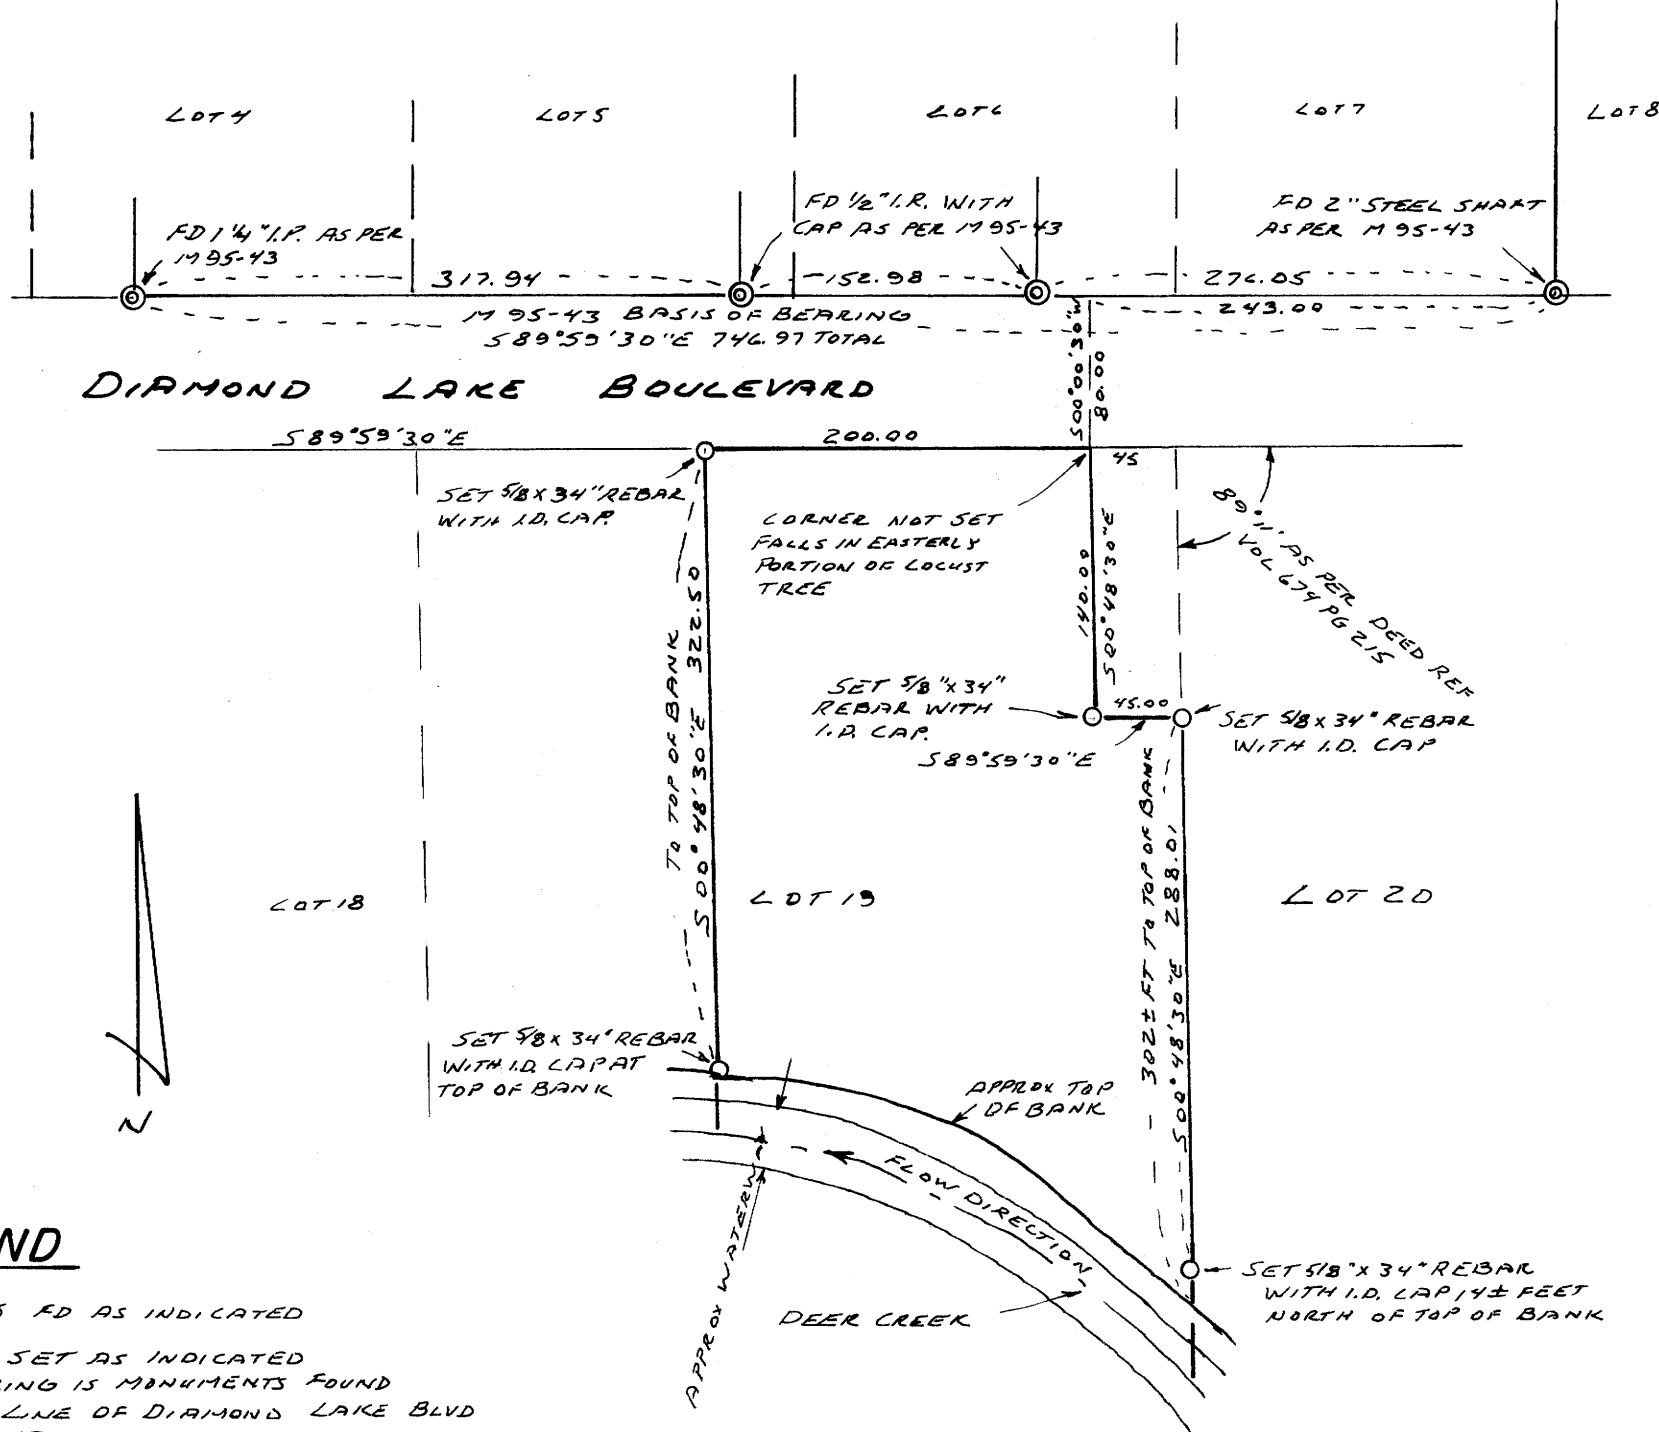 LOT 4
LOT 5
LOT 6
LOT 7
LOT 8
FD 1¼" I.P. AS PER
M 95-43
FD ½" I.R. WITH
CAP AS PER M 95-43
FD 2" STEEL SHAFT
AS PER M 95-43
317.94
152.98
276.05
M 95-43 BASIS OF BEARING
S 89°59'30"E 746.97 TOTAL
243.00
S00°00'30"W
80.00
DIAMOND LAKE BOULEVARD
S 89°59'30"E
200.00
45
SET 5/8 X 34" REBAR
WITH I.D. CAP.
CORNER NOT SET
FALLS IN EASTERLY
PORTION OF LOCUST
TREE
140.00
S00°48'30"E
89°11' AS PER DEED REF
VOL 674 PG 215
TO TOP OF BANK
S 00°48'30"E 322.50
SET 5/8" X 34"
REBAR WITH
I.D. CAP.
45.00
S 89°59'30"E
SET 5/8 X 34" REBAR
WITH I.D. CAP
302± FT TO TOP OF BANK
S00°48'30"E 288.01
LOT 18
LOT 19
LOT 20
N
SET 5/8 X 34" REBAR
WITH I.D. CAP AT
TOP OF BANK
APPROX TOP
OF BANK
FLOW DIRECTION
APPROX WATERW
DEER CREEK
SET 5/8" X 34" REBAR
WITH I.D. CAP 14± FEET
NORTH OF TOP OF BANK
ND
FD AS INDICATED
SET AS INDICATED
RING IS MONUMENTS FOUND
LINE OF DIAMOND LAKE BLVD